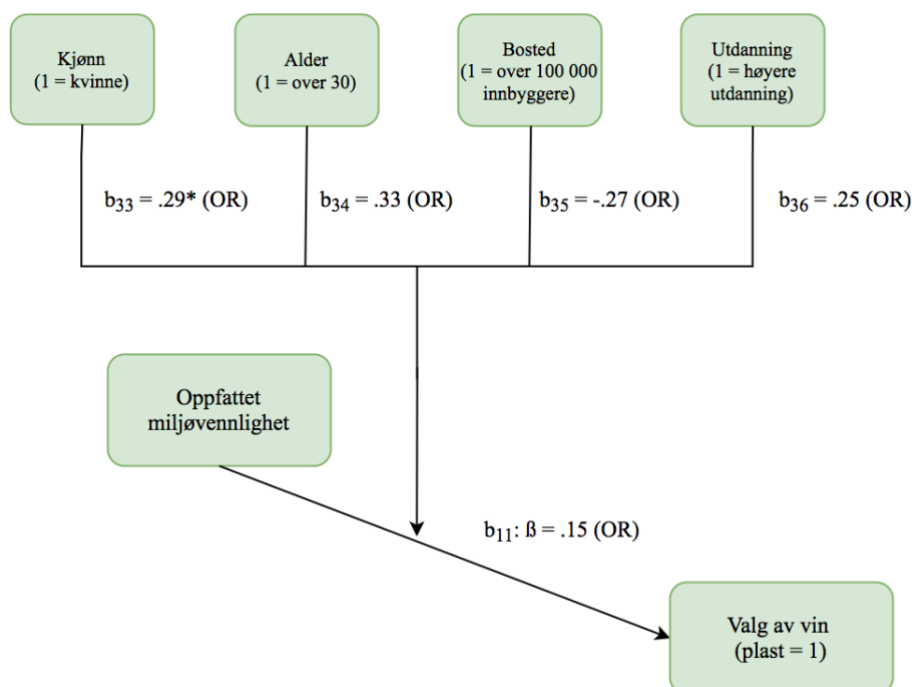 Kjønn
(1 = kvinne)
Alder
(1 = over 30)
Bosted
(1 = over 100 000
innbyggere)
Utdanning
(1 = høyere
utdanning)
b33 = .29* (OR)
b34 = .33 (OR)
b35 = -.27 (OR)
b36 = .25 (OR)
Oppfattet
miljøvennlighet
b11: ß = .15 (OR)
Valg av vin
(plast = 1)